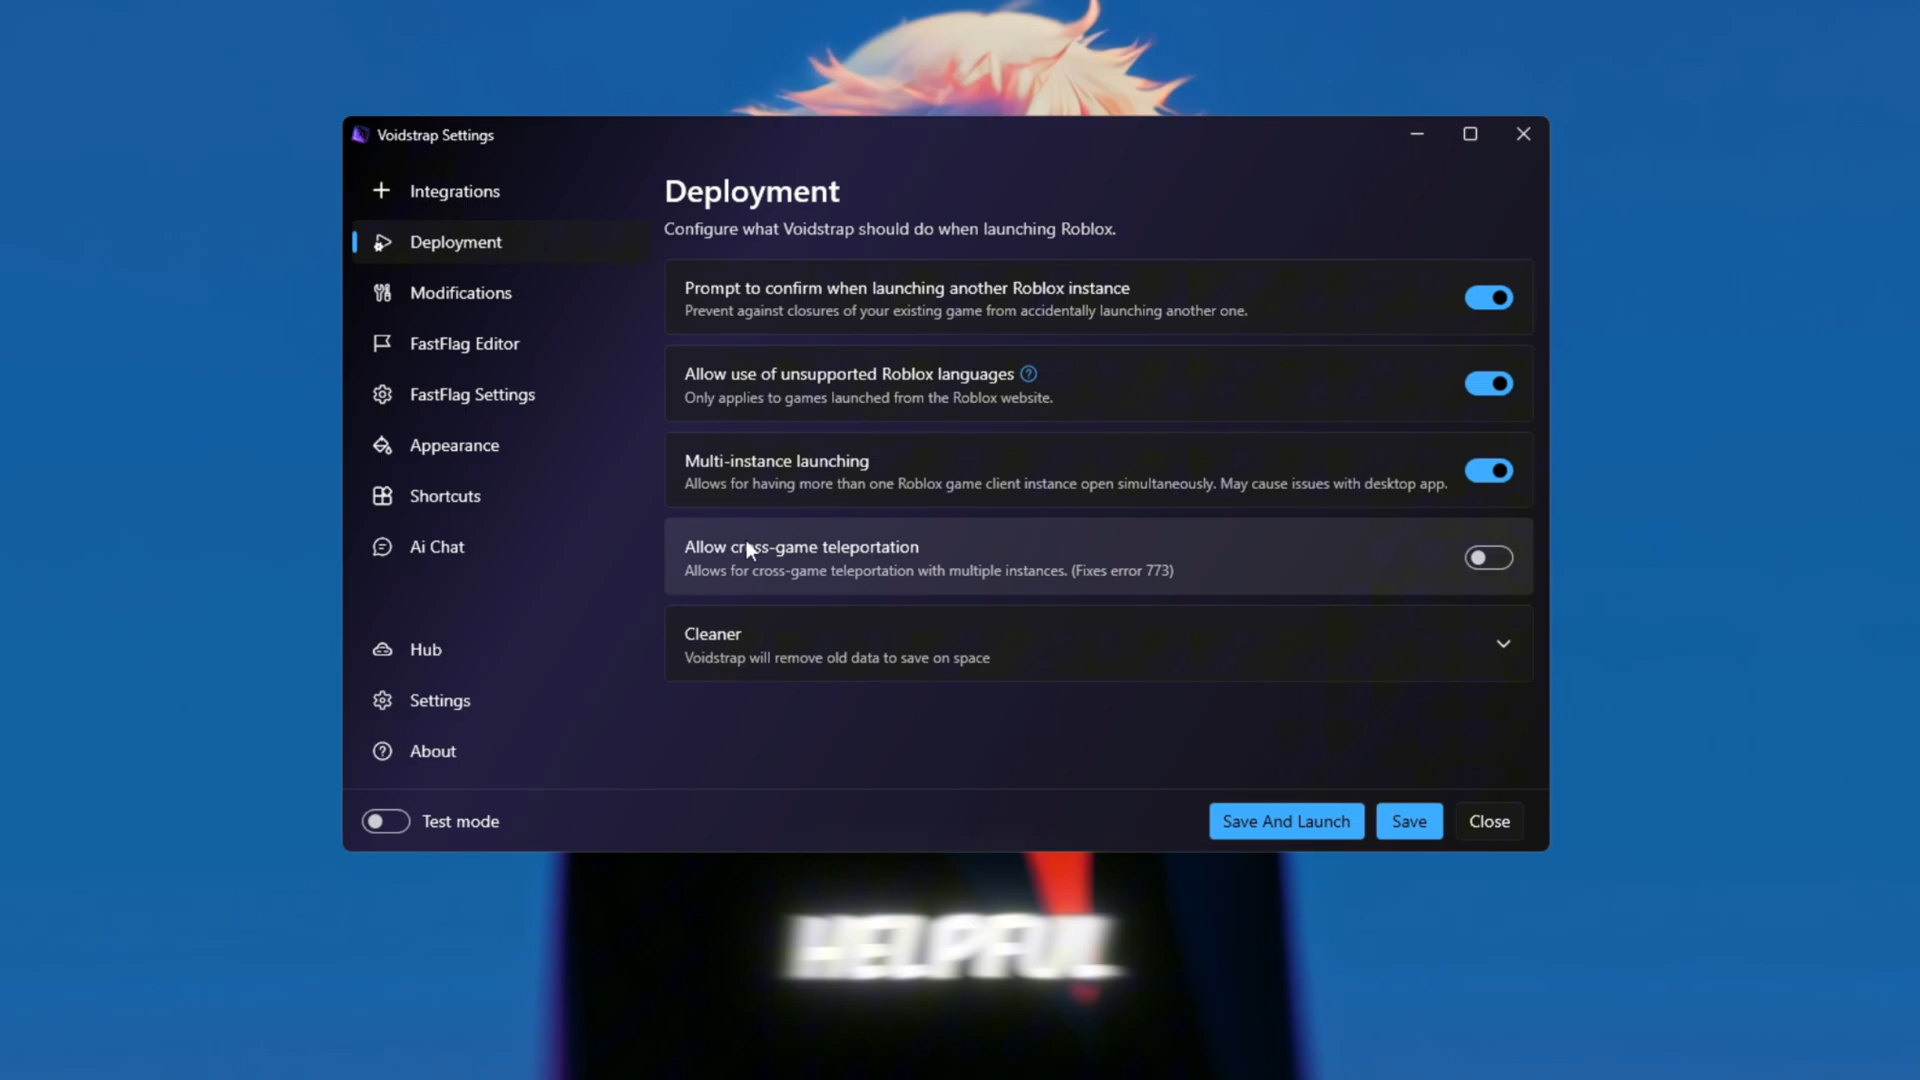 Voidstrap Settings
Integrations
Deployment
Modifications
FastFlag Editor
FastFlag Settings
Appearance
Shortcuts
Ai Chat
Hub
Settings
About
Deployment
Configure what Voidstrap should do when launching Roblox.
Prompt to confirm when launching another Roblox instance
Prevent against closures of your existing game from accidentally launching another one.
Allow use of unsupported Roblox languages
Only applies to games launched from the Roblox website.
Multi-instance launching
Allows for having more than one Roblox game client instance open simultaneously. May cause issues with desktop app.
Allow cross-game teleportation
Allows for cross-game teleportation with multiple instances. (Fixes error 773)
Cleaner
Voidstrap will remove old data to save on space
Test mode
Save And Launch
Save
Close
HELPFUL